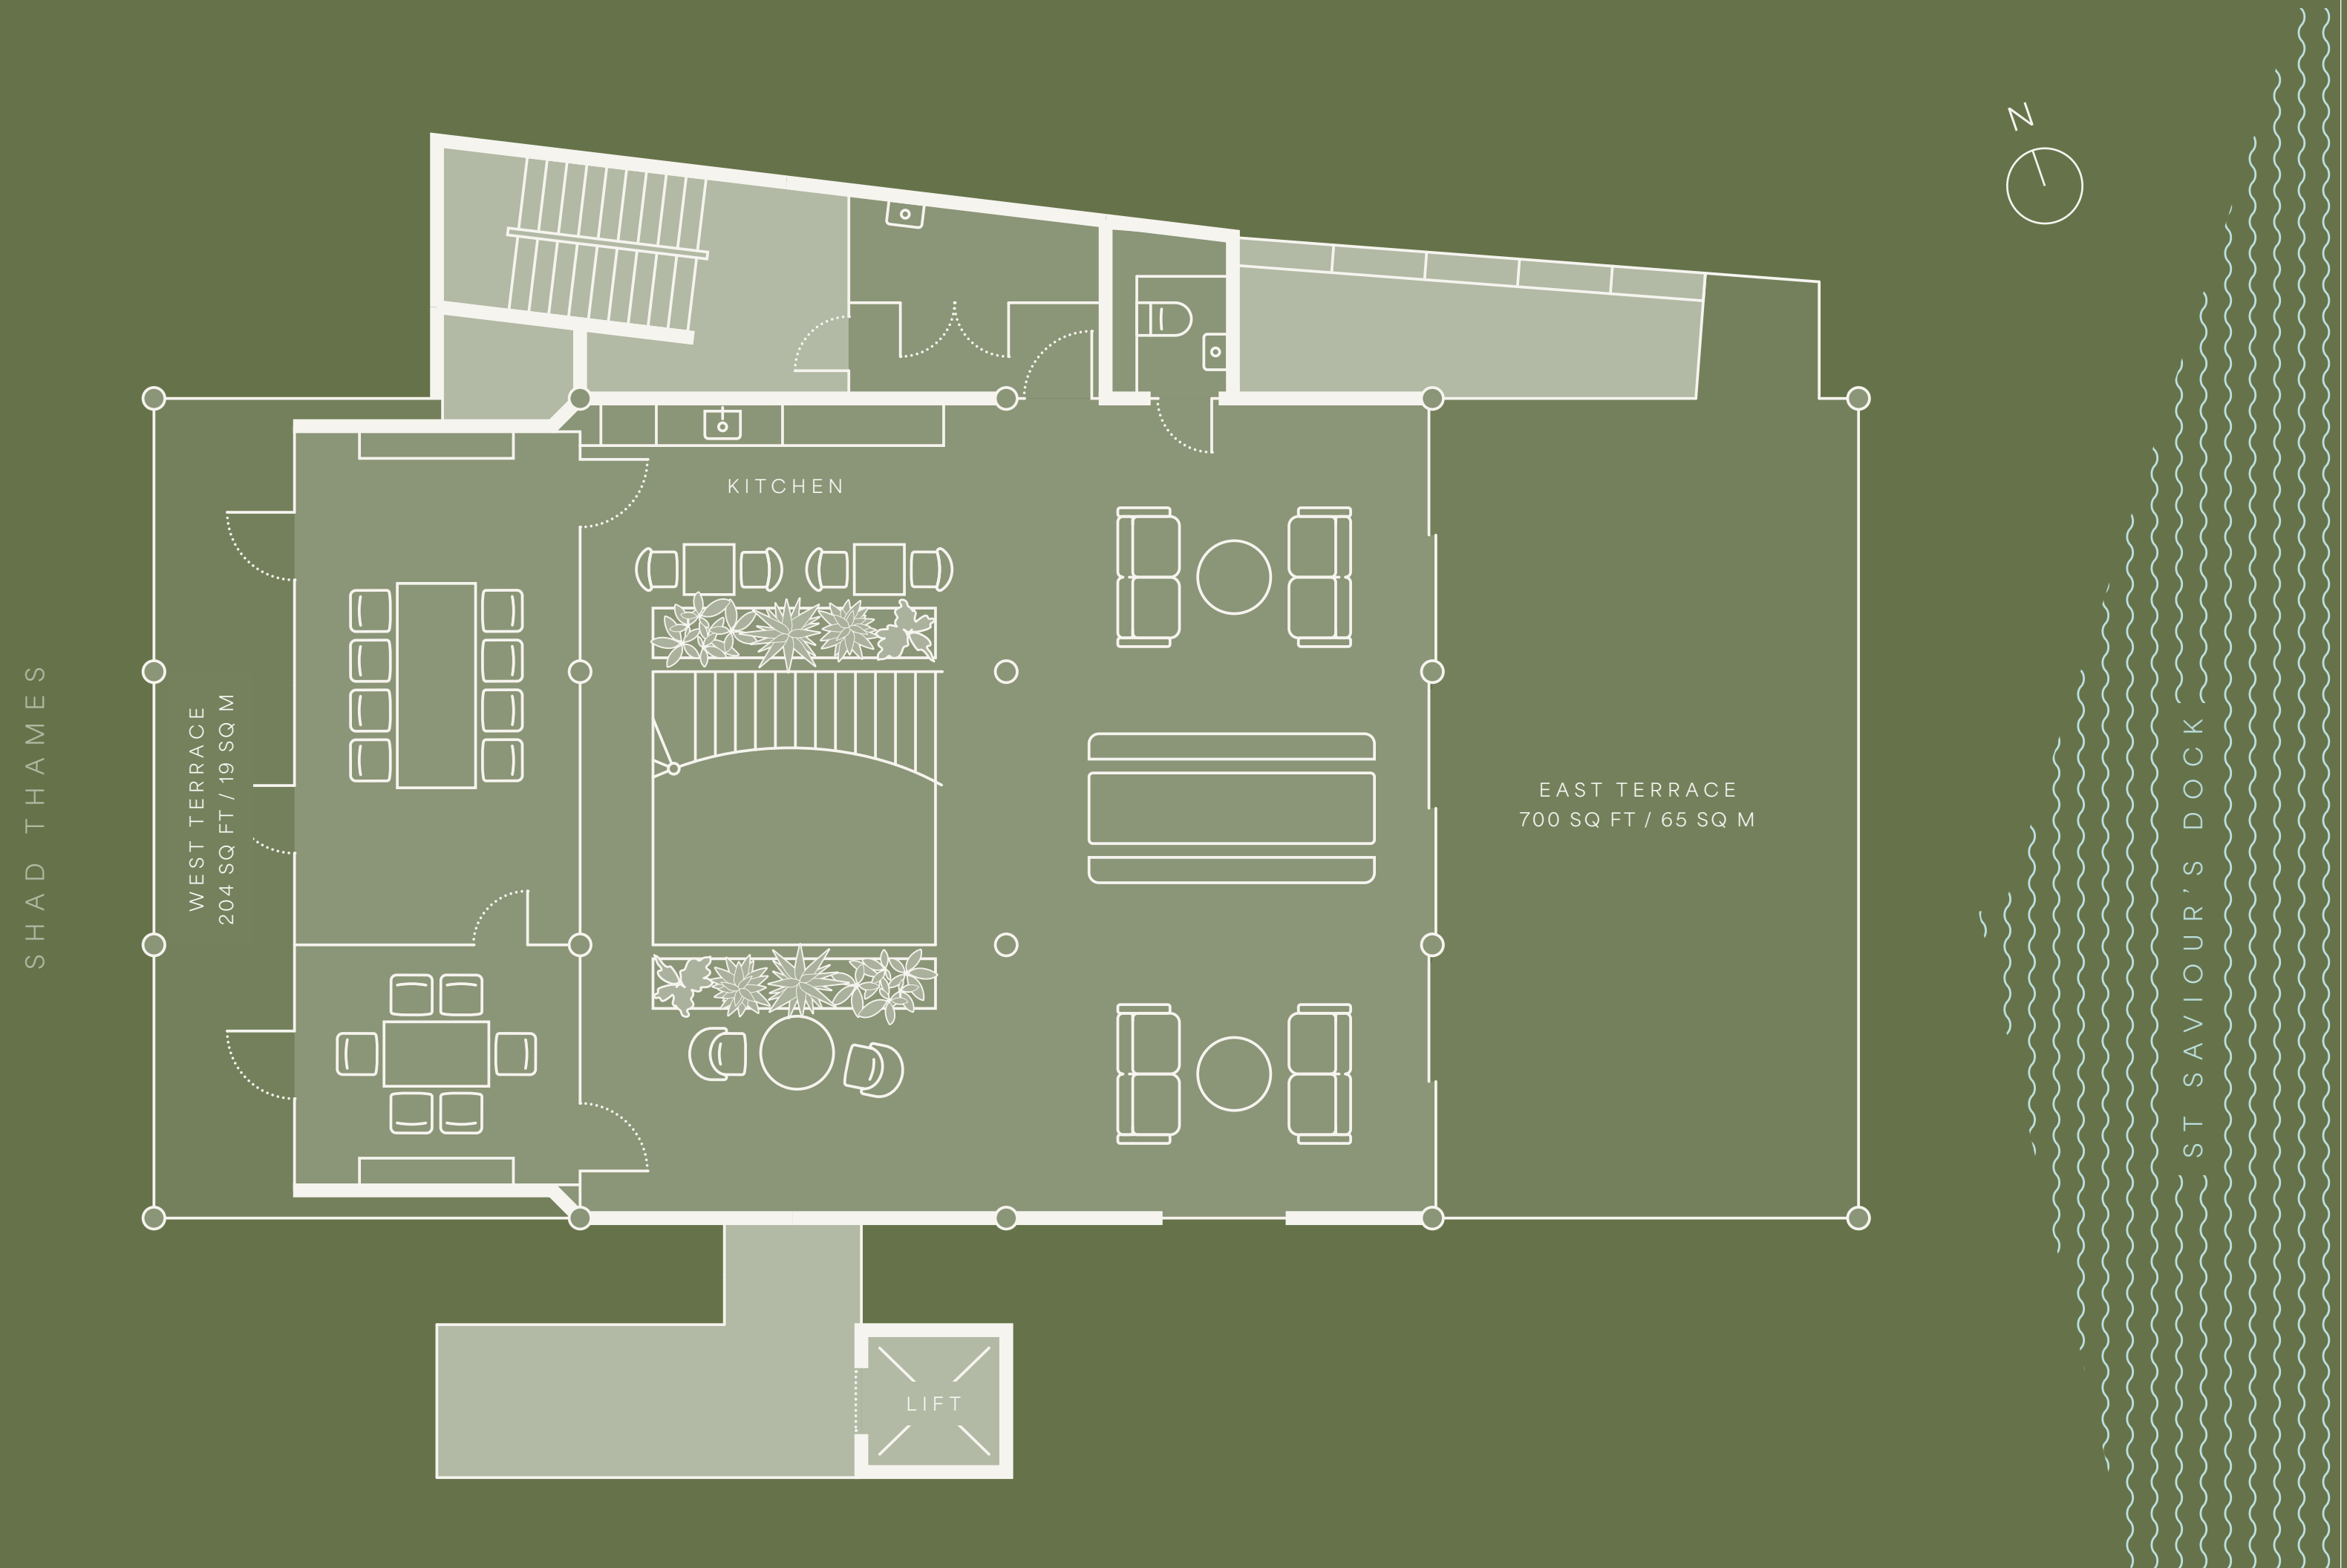 N
KITCHEN
SHAD THAMES
WEST TERRACE
204 SQ FT / 19 SQ M
EAST TERRACE
700 SQ FT / 65 SQ M
ST SAVIOUR'S DOCK
LIFT